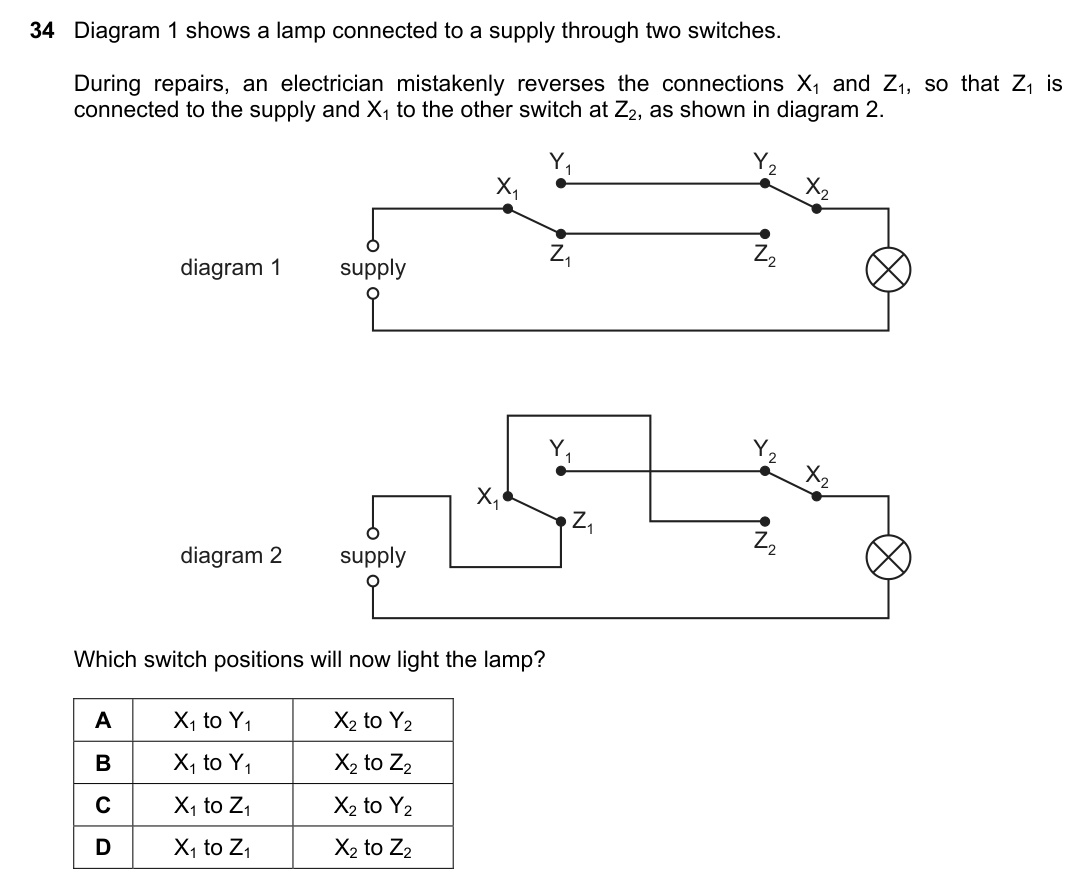 34 Diagram 1 shows a lamp connected to a supply through two switches.
During repairs, an electrician mistakenly reverses the connections X₁ and Z₁, so that Z₁ is
connected to the supply and X₁ to the other switch at Z₂, as shown in diagram 2.
Y₁ Y₂
X₁ X₂
Z₁ Z₂
diagram 1 supply
Y₁ Y₂
X₁ X₂
Z₁ Z₂
diagram 2 supply
Which switch positions will now light the lamp?
A X₁ to Y₁ X₂ to Y₂
B X₁ to Y₁ X₂ to Z₂
C X₁ to Z₁ X₂ to Y₂
D X₁ to Z₁ X₂ to Z₂